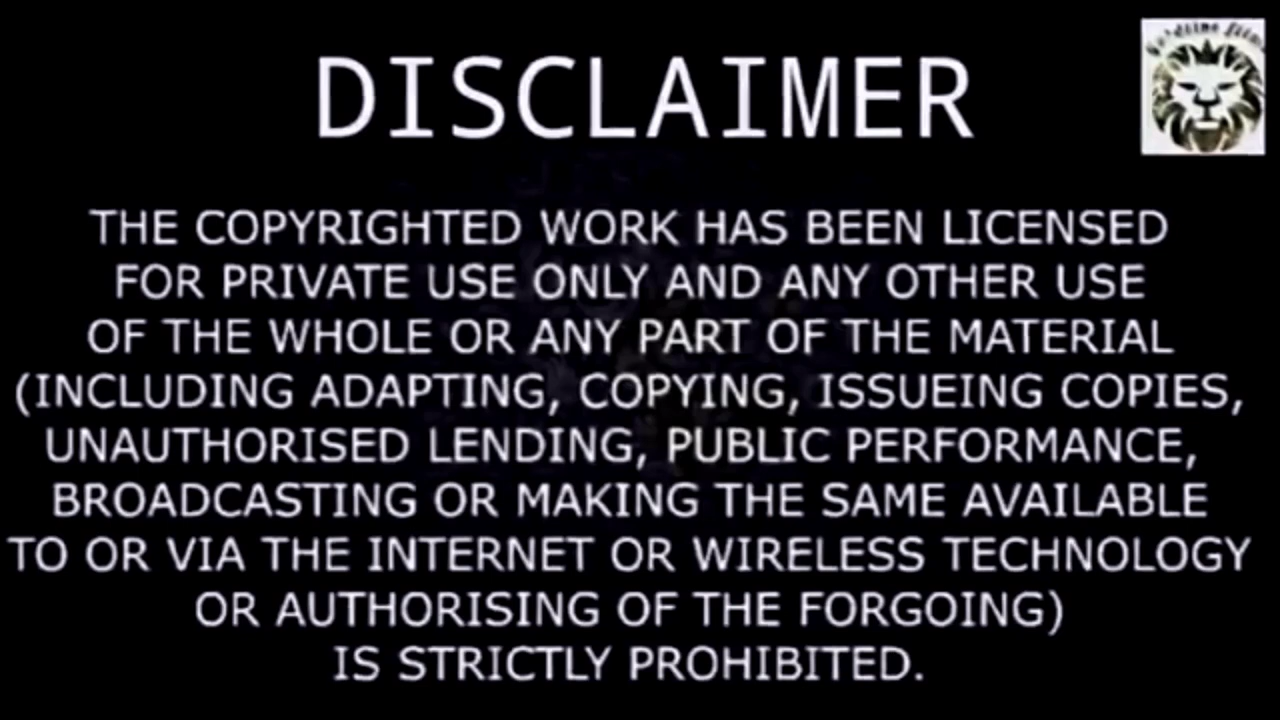 DISCLAIMER
THE COPYRIGHTED WORK HAS BEEN LICENSED
FOR PRIVATE USE ONLY AND ANY OTHER USE
OF THE WHOLE OR ANY PART OF THE MATERIAL
(INCLUDING ADAPTING, COPYING, ISSUEING COPIES,
UNAUTHORISED LENDING, PUBLIC PERFORMANCE,
BROADCASTING OR MAKING THE SAME AVAILABLE
TO OR VIA THE INTERNET OR WIRELESS TECHNOLOGY
OR AUTHORISING OF THE FORGOING)
IS STRICTLY PROHIBITED.